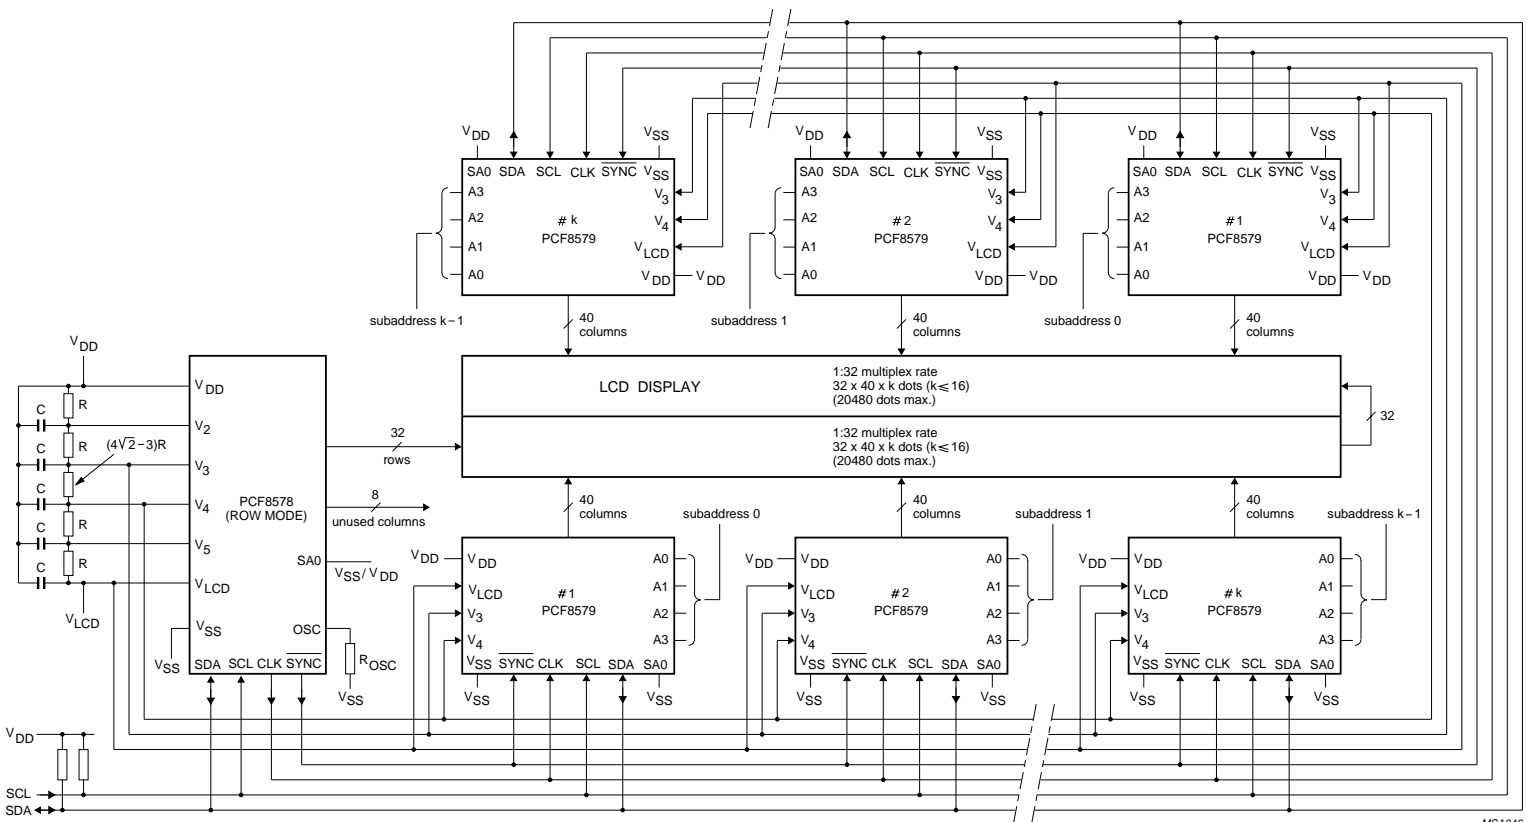 VDD VSS VDD VSS VDD VSS
SA0 SDA SCL CLK SYNC VSS
A3 V3
A2 V4
A1 VLCD
A0 VDD VDD
# k
PCF8579
subaddress k–1
40
columns
SA0 SDA SCL CLK SYNC VSS
A3 V3
A2 V4
A1 VLCD
A0 VDD VDD
# 2
PCF8579
subaddress 1
40
columns
SA0 SDA SCL CLK SYNC VSS
A3 V3
A2 V4
A1 VLCD
A0 VDD VDD
# 1
PCF8579
subaddress 0
40
columns
VDD
C R
C R
C (4√2–3)R
C R
C R
VLCD
VDD
V2
V3
V4
V5
VLCD
VSS
VSS
PCF8578
(ROW MODE)
SA0
VSS/ VDD
OSC
ROSC
VSS
SDA SCL CLK SYNC
32
rows
8
unused columns
LCD DISPLAY
1:32 multiplex rate
32 x 40 x k dots (k ≤ 16)
(20480 dots max.)
1:32 multiplex rate
32 x 40 x k dots (k ≤ 16)
(20480 dots max.)
32
40
columns
subaddress 0
VDD VDD A0
VLCD A1
V3 A2
V4 A3
# 1
PCF8579
VSS SYNC CLK SCL SDA SA0
VSS VSS
40
columns
subaddress 1
VDD VDD A0
VLCD A1
V3 A2
V4 A3
# 2
PCF8579
VSS SYNC CLK SCL SDA SA0
VSS VSS
40
columns
subaddress k–1
VDD VDD A0
VLCD A1
V3 A2
V4 A3
# k
PCF8579
VSS SYNC CLK SCL SDA SA0
VSS VSS
VDD
SCL
SDA